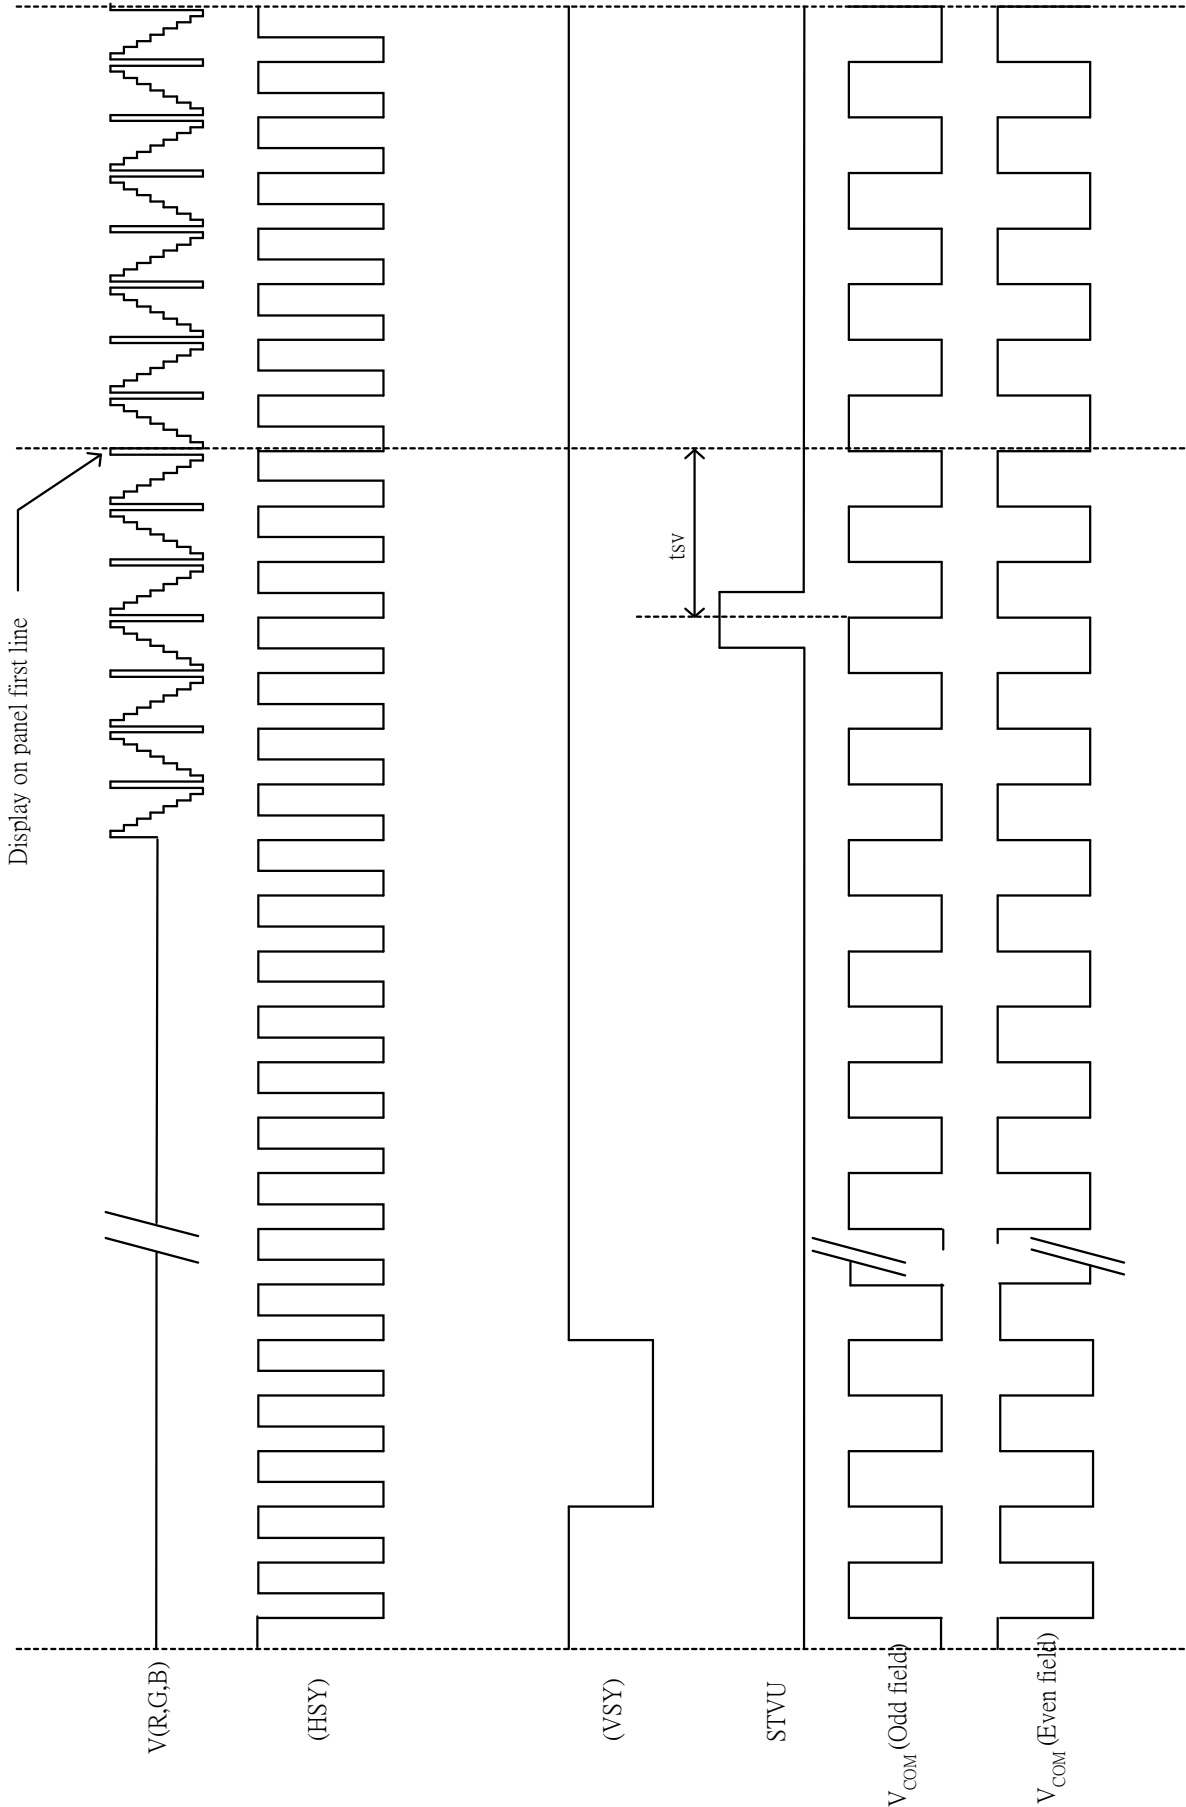 Display on panel first line
V(R,G,B)
(HSY)
(VSY)
tsv
STVU
VCOM (Odd field)
VCOM (Even field)